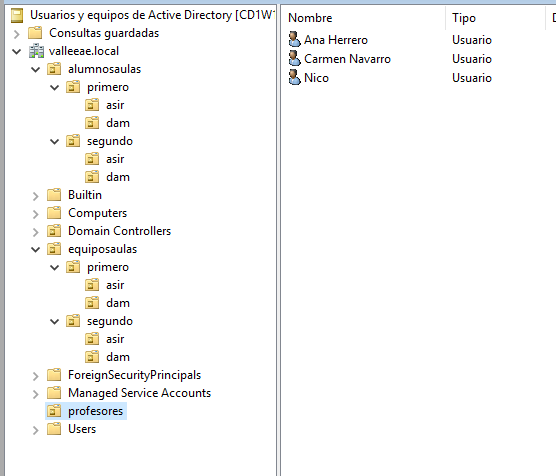 Usuarios y equipos de Active Directory [CD1W1
Consultas guardadas
valleeae.local
alumnosaulas
primero
asir
dam
segundo
asir
dam
Builtin
Computers
Domain Controllers
equiposaulas
primero
asir
dam
segundo
asir
dam
ForeignSecurityPrincipals
Managed Service Accounts
profesores
Users
Nombre Tipo
Ana Herrero Usuario
Carmen Navarro Usuario
Nico Usuario